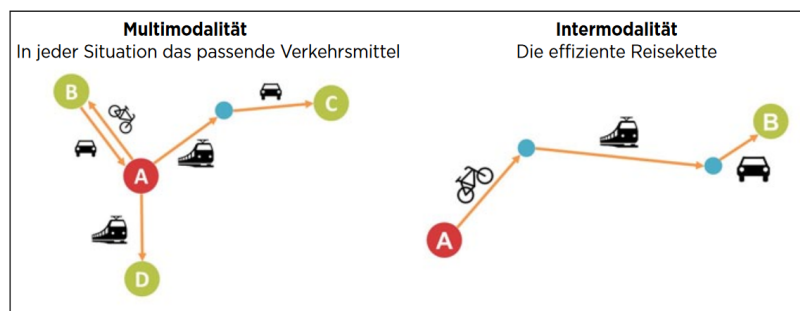 Multimodalität
In jeder Situation das passende Verkehrsmittel
B
C
A
D
Intermodalität
Die effiziente Reisekette
B
A